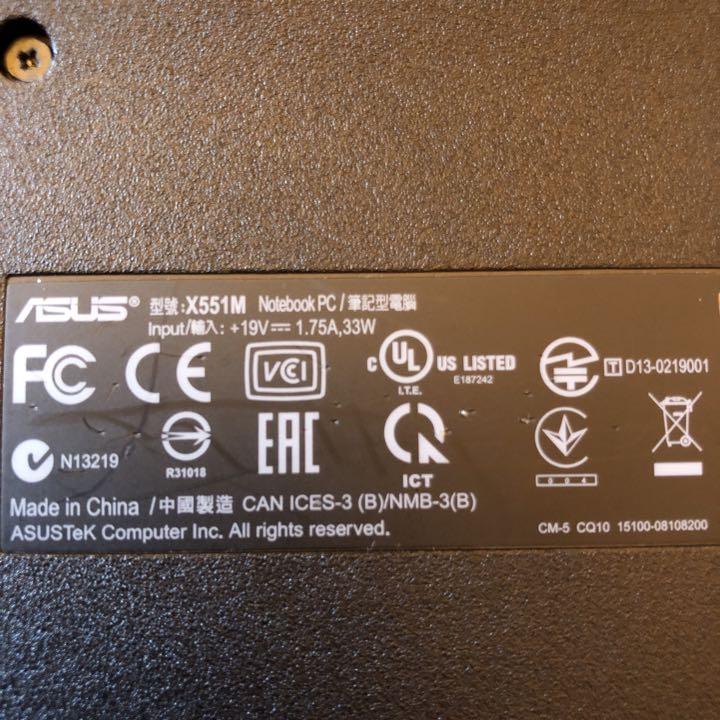 ASUS® 型號:X551M Notebook PC / 筆記型電腦
Input/輸入: +19V⎓ 1.75A,33W
FC CE VCCI c UL US LISTED T D13-0219001
I.T.E. E187242
N13219 R31018 EAC ICT 004
Made in China / 中國製造 CAN ICES-3 (B)/NMB-3(B)
ASUSTeK Computer Inc. All rights reserved. CM-5 CQ10 15100-08108200